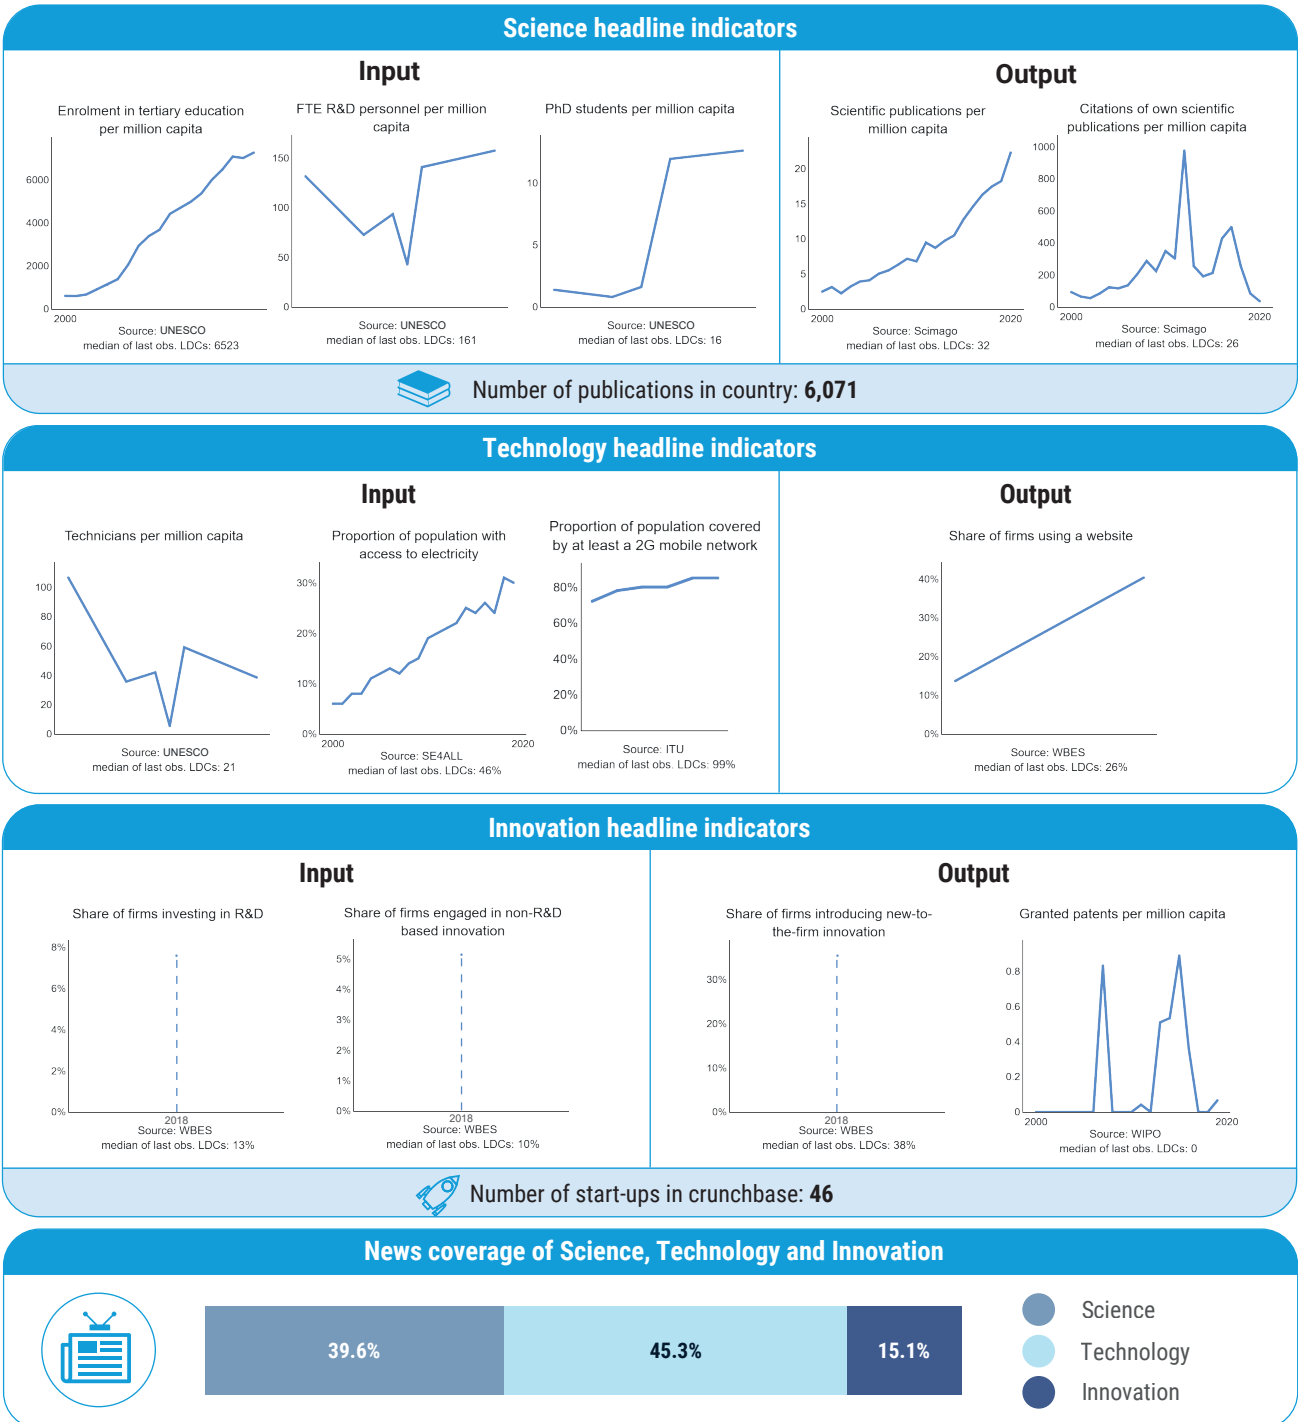 Science headline indicators
Input
Enrolment in tertiary education
per million capita
6000
4000
2000
0
2000
Source: UNESCO
median of last obs. LDCs: 6523
FTE R&D personnel per million
capita
150
100
50
0
Source: UNESCO
median of last obs. LDCs: 161
PhD students per million capita
10
5
0
Source: UNESCO
median of last obs. LDCs: 16
Output
Scientific publications per
million capita
20
15
10
5
0
2000
2020
Source: Scimago
median of last obs. LDCs: 32
Citations of own scientific
publications per million capita
1000
800
600
400
200
0
2000
2020
Source: Scimago
median of last obs. LDCs: 26
Number of publications in country: 6,071
Technology headline indicators
Input
Technicians per million capita
100
80
60
40
20
0
Source: UNESCO
median of last obs. LDCs: 21
Proportion of population with
access to electricity
30%
20%
10%
0%
2000
2020
Source: SE4ALL
median of last obs. LDCs: 46%
Proportion of population covered
by at least a 2G mobile network
80%
60%
40%
20%
0%
Source: ITU
median of last obs. LDCs: 99%
Output
Share of firms using a website
40%
30%
20%
10%
0%
Source: WBES
median of last obs. LDCs: 26%
Innovation headline indicators
Input
Share of firms investing in R&D
8%
6%
4%
2%
0%
2018
Source: WBES
median of last obs. LDCs: 13%
Share of firms engaged in non-R&D
based innovation
5%
4%
3%
2%
1%
0%
2018
Source: WBES
median of last obs. LDCs: 10%
Output
Share of firms introducing new-to-
the-firm innovation
30%
20%
10%
0%
2018
Source: WBES
median of last obs. LDCs: 38%
Granted patents per million capita
0.8
0.6
0.4
0.2
0
2000
2020
Source: WIPO
median of last obs. LDCs: 0
Number of start-ups in crunchbase: 46
News coverage of Science, Technology and Innovation
39.6%
45.3%
15.1%
Science
Technology
Innovation